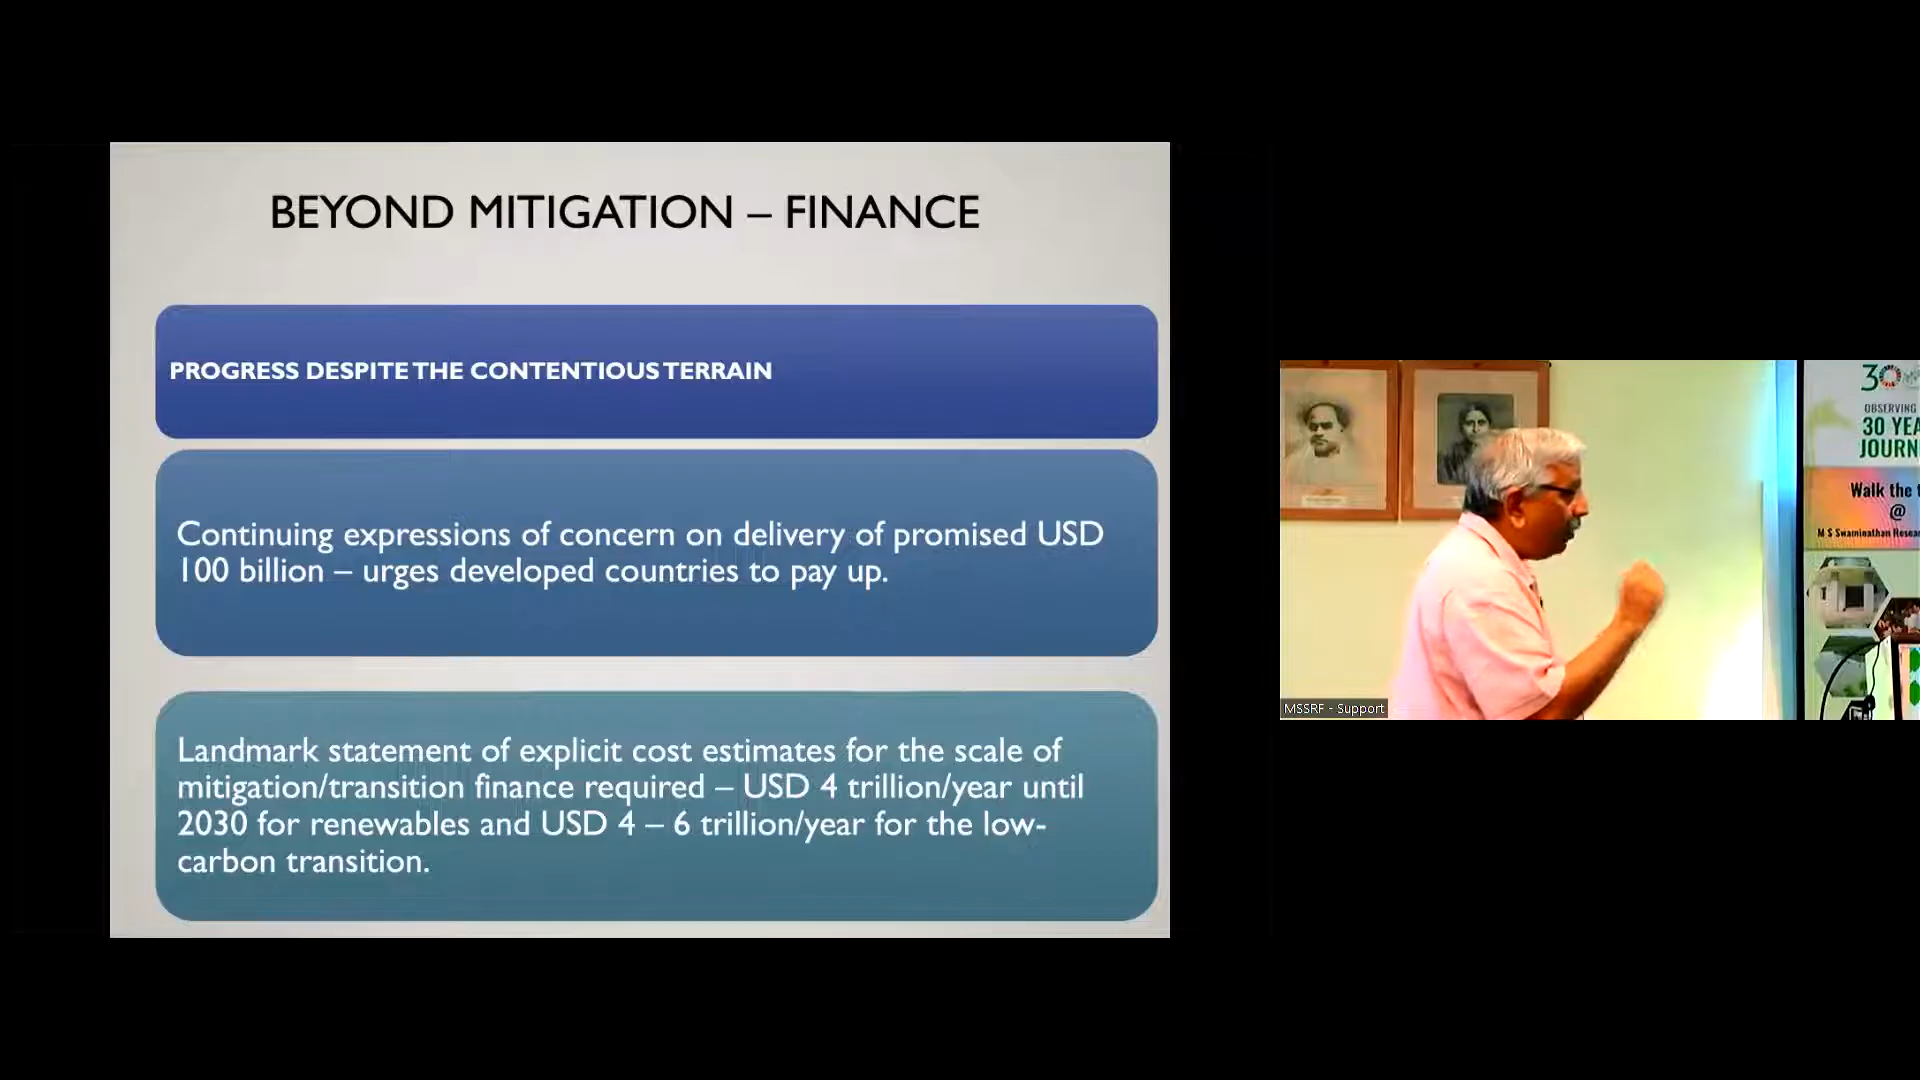 BEYOND MITIGATION – FINANCE
PROGRESS DESPITE THE CONTENTIOUS TERRAIN
Continuing expressions of concern on delivery of promised USD
100 billion – urges developed countries to pay up.
Landmark statement of explicit cost estimates for the scale of
mitigation/transition finance required – USD 4 trillion/year until
2030 for renewables and USD 4 – 6 trillion/year for the low-
carbon transition.
MSSRF - Support
30
OBSERVING
30 YEA
JOURN
Walk the t
@
M S Swaminathan Resear